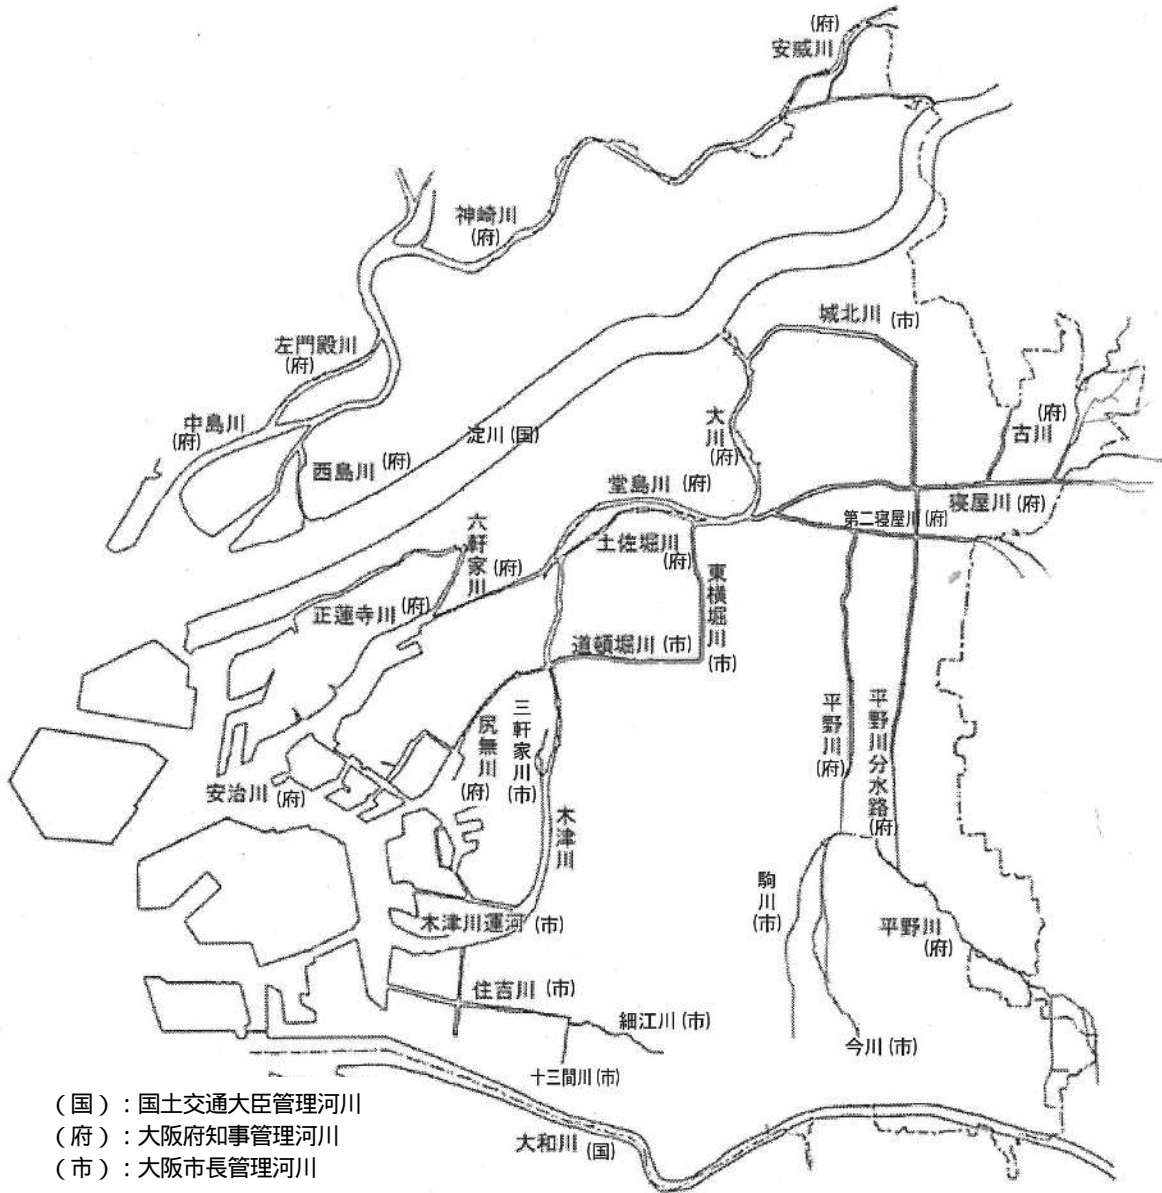 (府)
安威川
神崎川
(府)
城北川 (市)
左門殿川
(府)
中島川
(府)
大川
(府)
古川
(府)
淀川 (国)
西島川 (府)
堂島川 (府)
寝屋川 (府)
第二寝屋川 (府)
六軒家川
(府)
土佐堀川
(府)
東横堀川
(市)
正蓮寺川 (府)
道頓堀川 (市)
三軒家川
(市)
尻無川
(府)
平野川
(府)
平野川分水路
(府)
安治川 (府)
木津川
駒川
(市)
木津川運河 (市)
平野川
(府)
住吉川 (市)
細江川 (市)
今川 (市)
十三間川 (市)
大和川 (国)
(国):国土交通大臣管理河川
(府):大阪府知事管理河川
(市):大阪市長管理河川